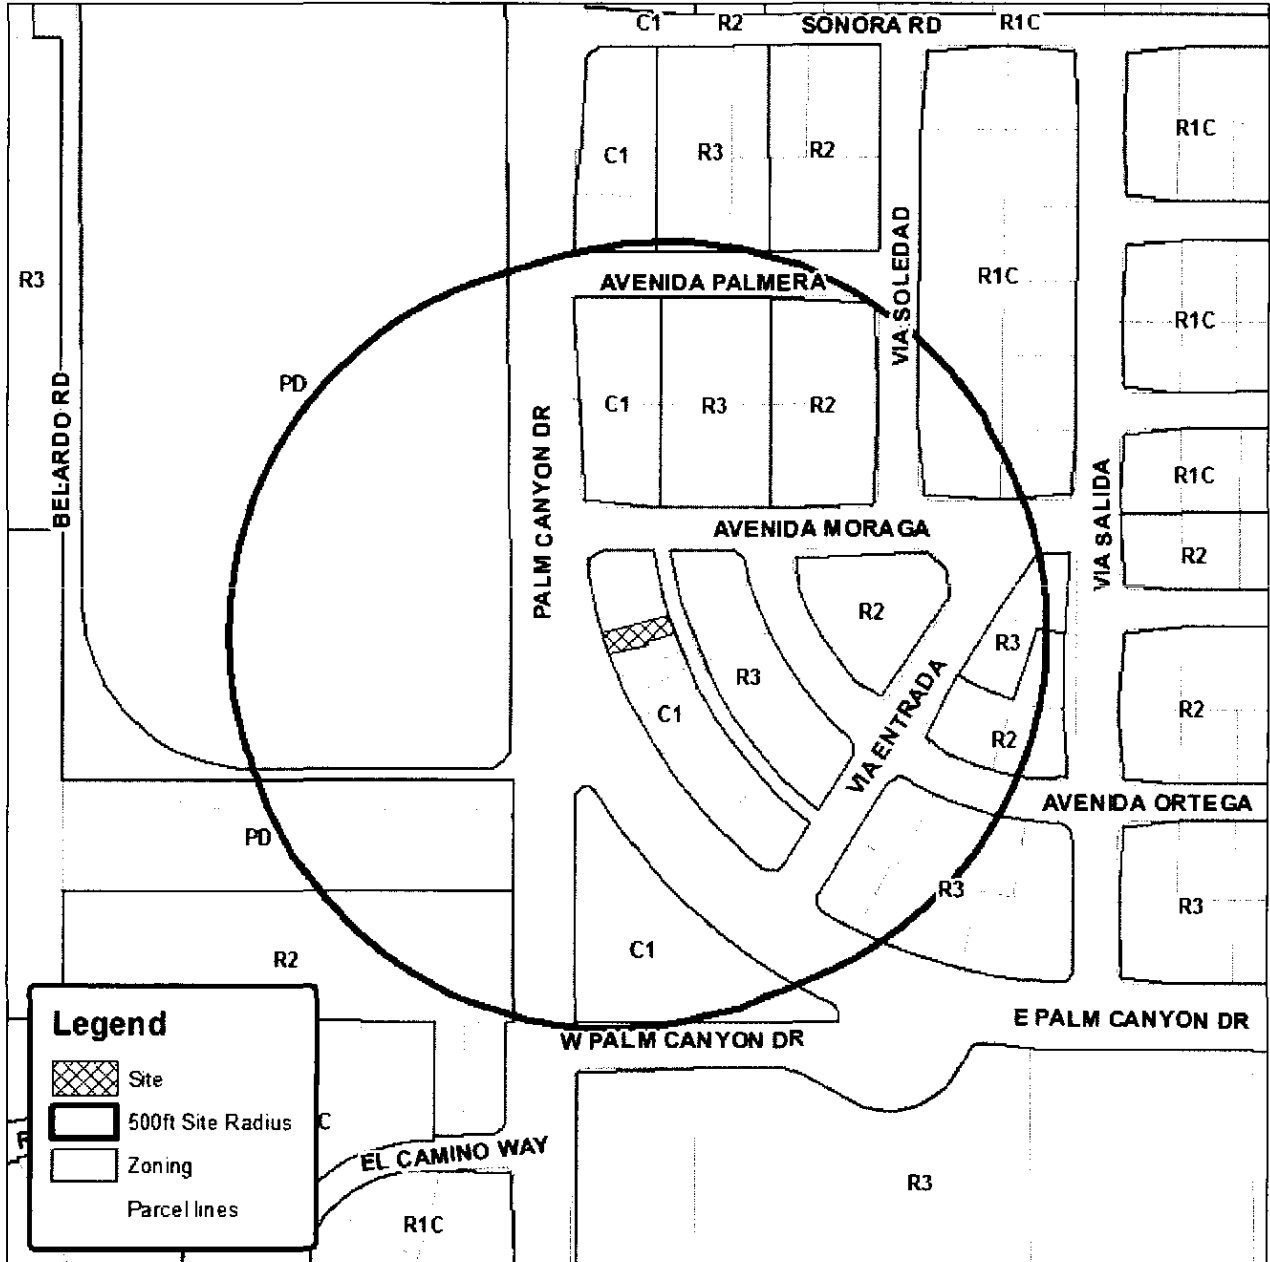 C1 R2 SONORA RD R1C
R1C
C1 R3 R2
VIA SOLEDAD
R3
R1C
AVENIDA PALMERA
R1C
PD
BELARDO RD
C1 R3 R2
PALM CANYON DR
R1C
VIA SALIDA
AVENIDA MORAGA
R2
R2
R3
R3
C1
VIA ENTRADA
R2
R2
AVENIDA ORTEGA
PD
R3
R3
C1
R2
E PALM CANYON DR
W PALM CANYON DR
Legend
Site
500ft Site Radius
C
Zoning
Parcel lines
EL CAMINO WAY
R3
R1C